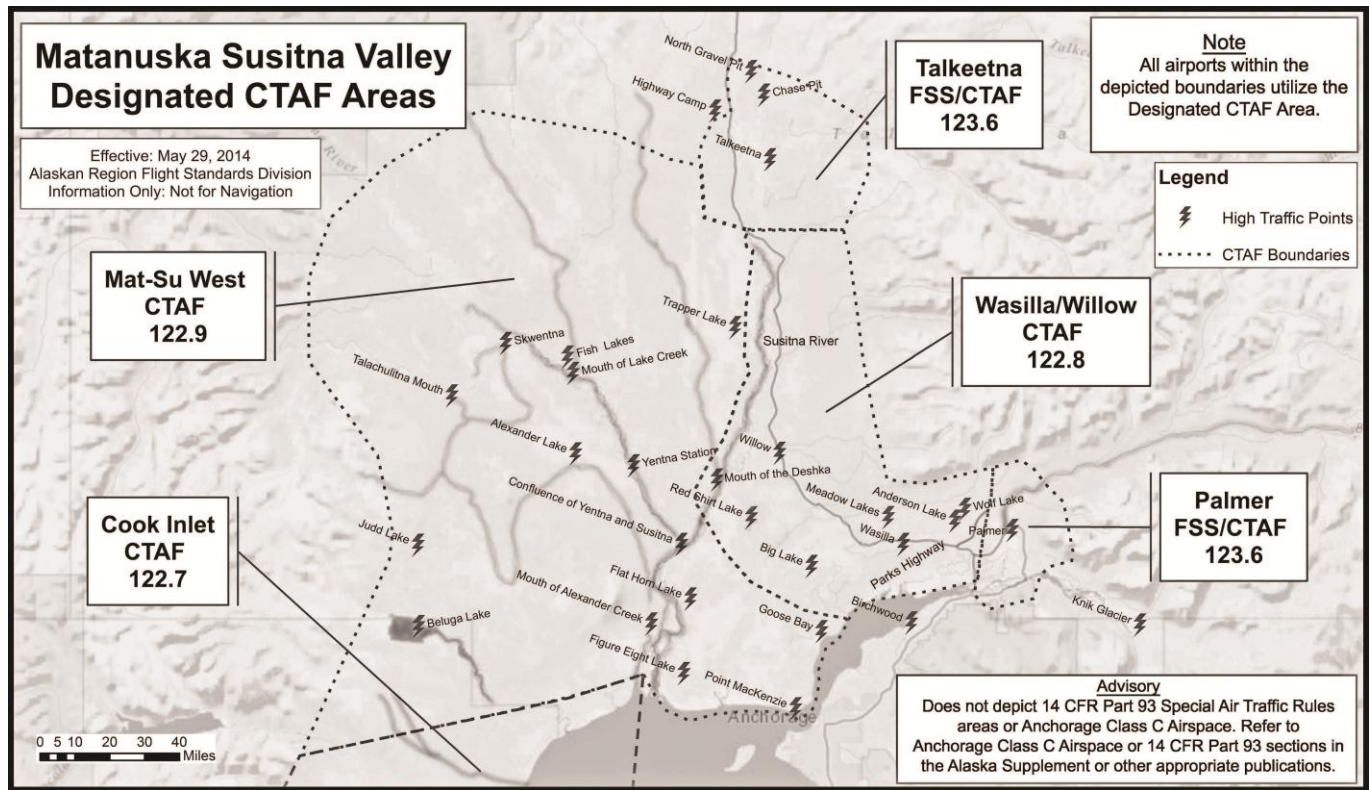 Matanuska Susitna Valley
Designated CTAF Areas
Effective: May 29, 2014
Alaskan Region Flight Standards Division
Information Only: Not for Navigation
Talkeetna
FSS/CTAF
123.6
Note
All airports within the
depicted boundaries utilize the
Designated CTAF Area.
Legend
High Traffic Points
CTAF Boundaries
Mat-Su West
CTAF
122.9
Wasilla/Willow
CTAF
122.8
Cook Inlet
CTAF
122.7
Palmer
FSS/CTAF
123.6
North Gravel Pit
Chase Pit
Highway Camp
Talkeetna
Trapper Lake
Susitna River
Skwentna
Fish Lakes
Mouth of Lake Creek
Talachulitna Mouth
Alexander Lake
Yentna Station
Willow
Mouth of the Deshka
Confluence of Yentna and Susitna
Red Shirt Lake
Meadow Lakes
Anderson Lake
Wolf Lake
Palmer
Wasilla
Parks Highway
Judd Lake
Big Lake
Flat Horn Lake
Mouth of Alexander Creek
Beluga Lake
Goose Bay
Birchwood
Knik Glacier
Figure Eight Lake
Point MacKenzie
Anchorage
0 5 10 20 30 40
Miles
Advisory
Does not depict 14 CFR Part 93 Special Air Traffic Rules
areas or Anchorage Class C Airspace. Refer to
Anchorage Class C Airspace or 14 CFR Part 93 sections in
the Alaska Supplement or other appropriate publications.